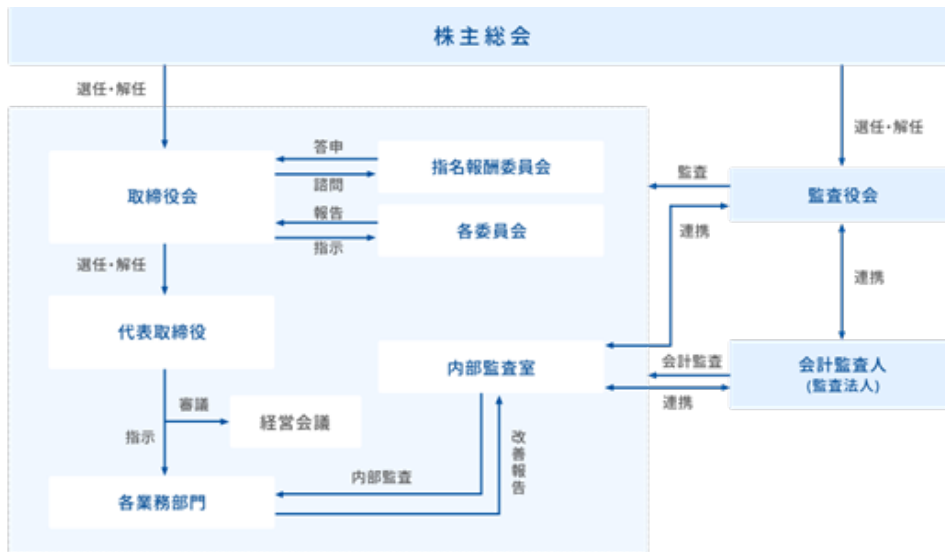 株主総会
選任・解任
選任・解任
答申
指名報酬委員会
諮問
取締役会
監査
監査役会
報告
各委員会
連携
指示
選任・解任
連携
代表取締役
内部監査室
会計監査
会計監査人
(監査法人)
連携
審議
経営会議
指示
改善報告
内部監査
各業務部門